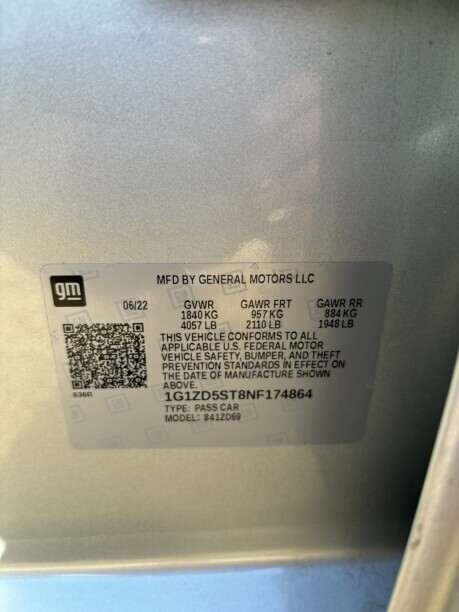 gm
MFD BY GENERAL MOTORS LLC
06/22 GVWR GAWR FRT GAWR RR
1840 KG 957 KG 884 KG
4057 LB 2110 LB 1948 LB
THIS VEHICLE CONFORMS TO ALL
APPLICABLE U.S. FEDERAL MOTOR
VEHICLE SAFETY, BUMPER, AND THEFT
PREVENTION STANDARDS IN EFFECT ON
THE DATE OF MANUFACTURE SHOWN
ABOVE.
1G1ZD5ST8NF174864
TYPE: PASS CAR
MODEL: 841ZD69